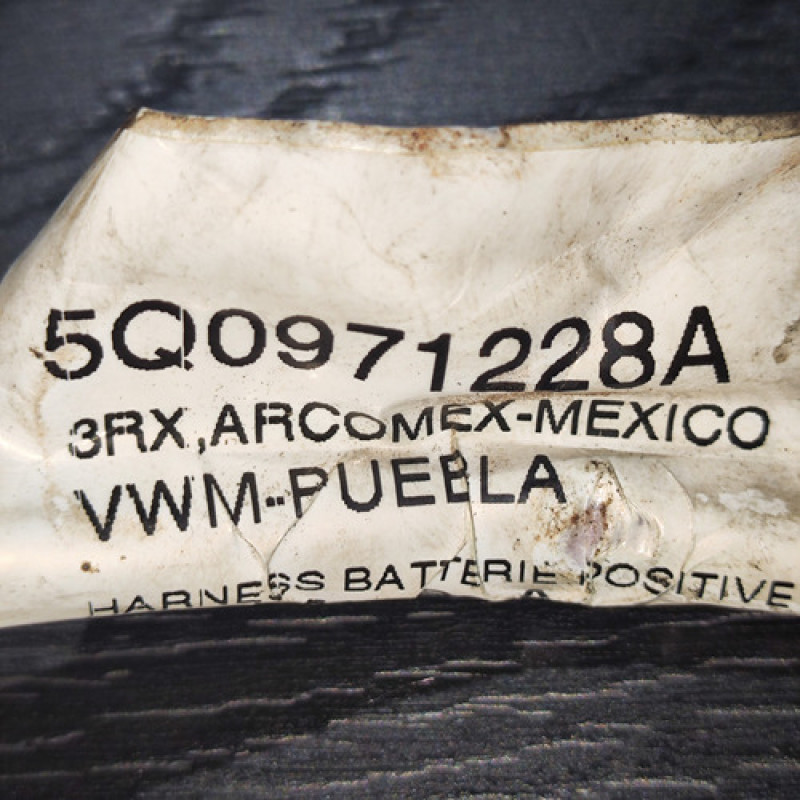 5Q0971228A
3RX,ARCOMEX-MEXICO
VWM-PUEBLA
HARNESS BATTERIE POSITIVE